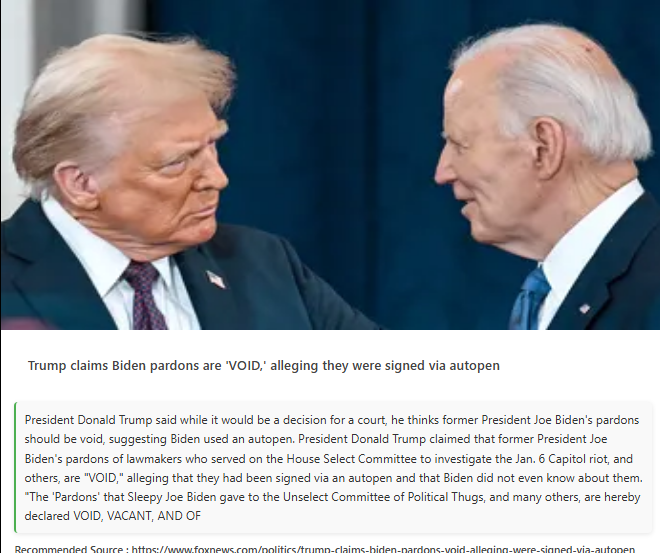 Trump claims Biden pardons are 'VOID,' alleging they were signed via autopen
President Donald Trump said while it would be a decision for a court, he thinks former President Joe Biden's pardons
should be void, suggesting Biden used an autopen. President Donald Trump claimed that former President Joe
Biden's pardons of lawmakers who served on the House Select Committee to investigate the Jan. 6 Capitol riot, and
others, are "VOID," alleging that they had been signed via an autopen and that Biden did not even know about them.
"The 'Pardons' that Sleepy Joe Biden gave to the Unselect Committee of Political Thugs, and many others, are hereby
declared VOID, VACANT, AND OF
Recommended Source : https://www.foxnews.com/politics/trump-claims-biden-pardons-void-alleging-were-signed-via-autopen